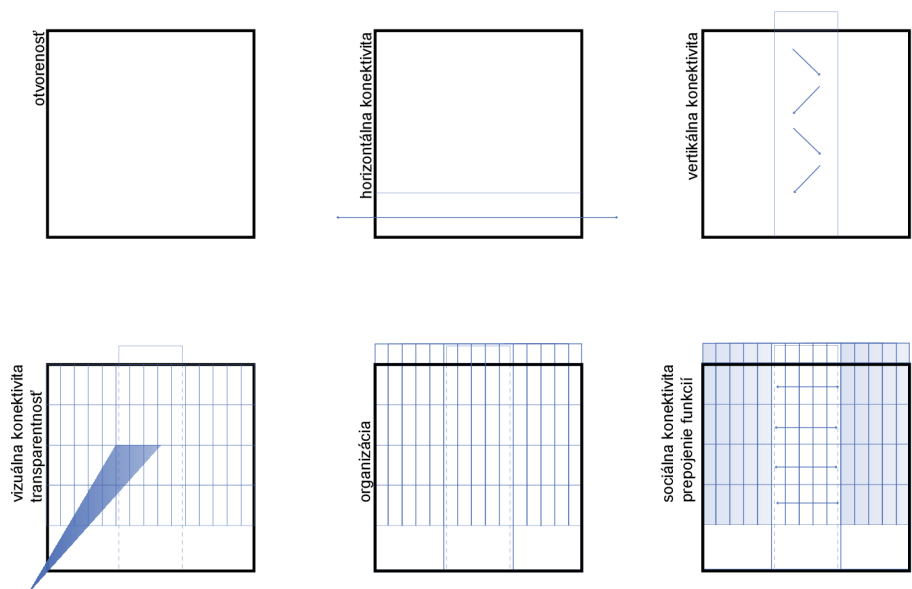 otvorenosť
horizontálna konektivita
vertikálna konektivita
vizuálna konektivita
transparentnosť
organizácia
sociálna konektivita
prepojenie funkcií